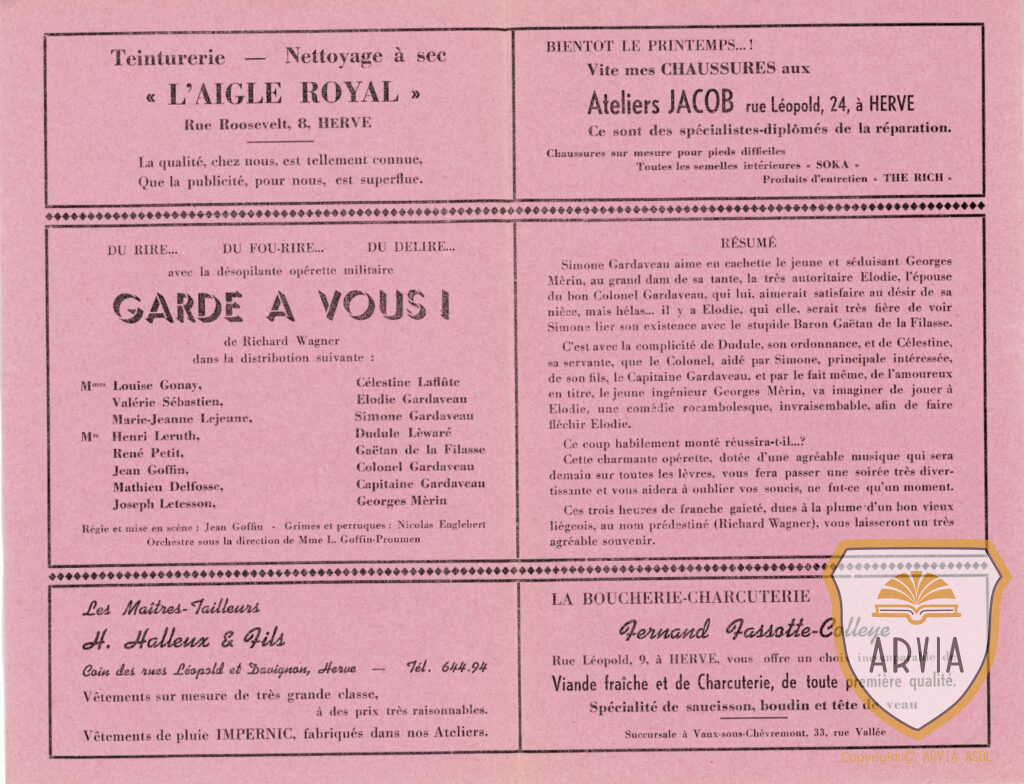 Teinturerie — Nettoyage à sec
« L'AIGLE ROYAL »
Rue Roosevelt, 8, HERVE
La qualité, chez nous, est tellement connue,
Que la publicité, pour nous, est superflue.
BIENTOT LE PRINTEMPS...!
Vite mes CHAUSSURES aux
Ateliers JACOB rue Léopold, 24, à HERVE
Ce sont des spécialistes-diplômés de la réparation.
Chaussures sur mesure pour pieds difficiles
Toutes les semelles intérieures « SOKA »
Produits d'entretien « THE RICH »
DU RIRE... DU FOU-RIRE... DU DELIRE...
avec la désopilante opérette militaire
GARDE A VOUS !
de Richard Wagner
dans la distribution suivante :
Mmes Louise Gonay, Célestine Laflûte
Valérie Sébastien, Elodie Gardaveau
Marie-Jeanne Lejeune, Simone Gardaveau
Mrs Henri Leruth, Dudule Lèwaré
René Petit, Gaëtan de la Filasse
Jean Goffin, Colonel Gardaveau
Mathieu Delfosse, Capitaine Gardaveau
Joseph Letesson, Georges Mèrin
Régie et mise en scène : Jean Goffin - Grimes et perruques : Nicolas Englebert
Orchestre sous la direction de Mme L. Goffin-Proumen
RÉSUMÉ
Simone Gardaveau aime en cachette le jeune et séduisant Georges
Mèrin, au grand dam de sa tante, la très autoritaire Elodie, l'épouse
du bon Colonel Gardaveau, qui lui, aimerait satisfaire au désir de sa
nièce, mais hélas... il y a Elodie, qui elle, serait très fière de voir
Simone lier son existence avec le stupide Baron Gaëtan de la Filasse.
C'est avec la complicité de Dudule, son ordonnance, et de Célestine,
sa servante, que le Colonel, aidé par Simone, principale intéressée,
de son fils, le Capitaine Gardaveau, et par le fait même, de l'amoureux
en titre, le jeune ingénieur Georges Mèrin, va imaginer de jouer à
Elodie, une comédie rocambolesque, invraisembable, afin de faire
fléchir Elodie.
Ce coup habilement monté réussira-t-il...?
Cette charmante opérette, dotée d'une agréable musique qui sera
demain sur toutes les lèvres, vous fera passer une soirée très diver-
tissante et vous aidera à oublier vos soucis, ne fut-ce qu'un moment.
Ces trois heures de franche gaieté, dues à la plume d'un bon vieux
liégeois, au nom prédestiné (Richard Wagner), vous laisseront un très
agréable souvenir.
Les Maîtres-Tailleurs
H. Halleux & Fils
Coin des rues Léopold et Davignon, Herve — Tél. 644.94
Vêtements sur mesure de très grande classe,
à des prix très raisonnables.
Vêtements de pluie IMPERNIC, fabriqués dans nos Ateliers.
LA BOUCHERIE-CHARCUTERIE
Fernand Fassotte-Colleye
Rue Léopold, 9, à HERVE, vous offre un choix de
Viande fraîche et de Charcuterie, de toute première qualité.
Spécialité de saucisson, boudin et tête de veau
Succursale à Vaux-sous-Chèvremont, 33, rue Vallée
ARVIA
Copyright © ARVIA ASBL